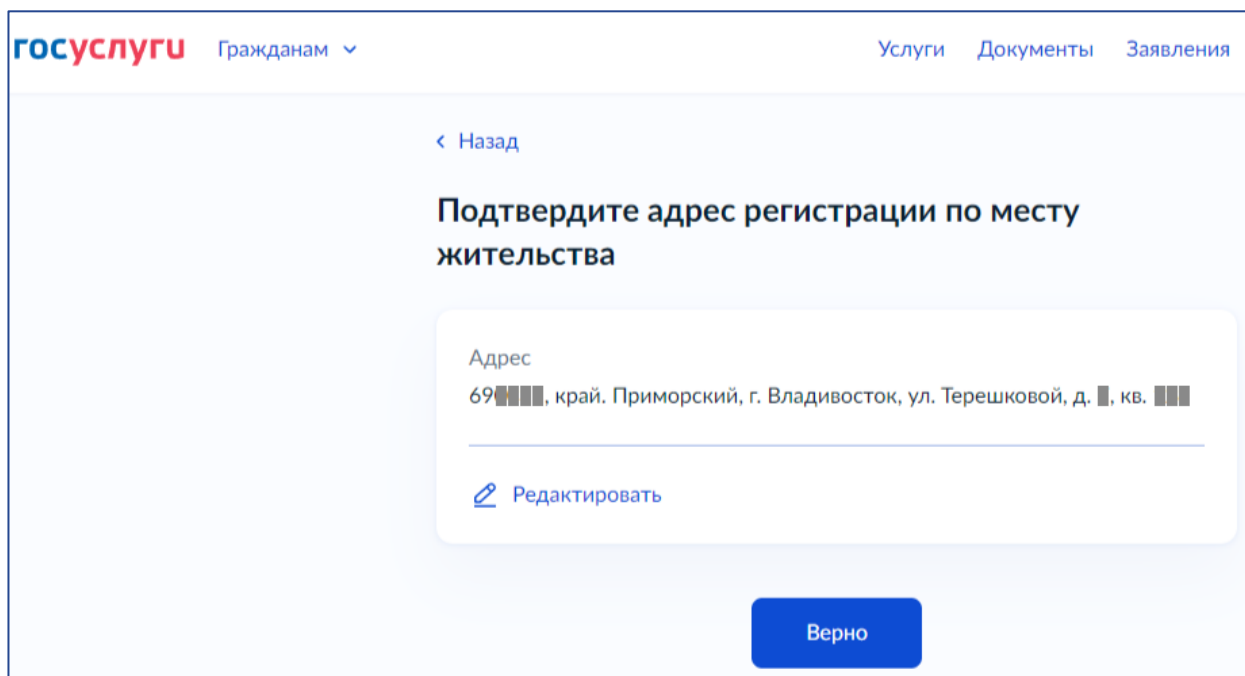 госуслуги Гражданам Услуги Документы Заявления
Назад
Подтвердите адрес регистрации по месту
жительства
Адрес
69, край. Приморский, г. Владивосток, ул. Терешковой, д. , кв.
Редактировать
Верно